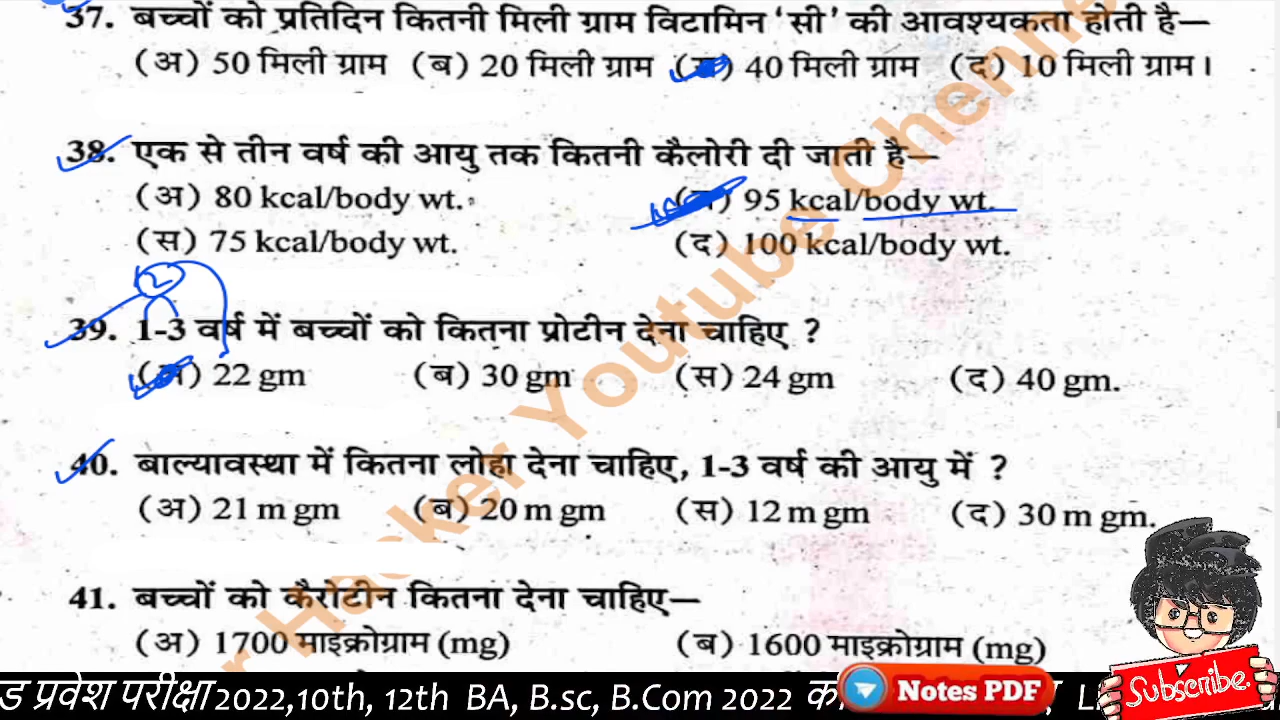 37. बच्चों को प्रतिदिन कितनी मिली ग्राम विटामिन ‘सी’ की आवश्यकता होती है—
(अ) 50 मिली ग्राम (ब) 20 मिली ग्राम 40 मिली ग्राम (द) 10 मिली ग्राम।
38. एक से तीन वर्ष की आयु तक कितनी कैलोरी दी जाती है—
(अ) 80 kcal/body wt. 95 kcal/body wt.
(स) 75 kcal/body wt. (द) 100 kcal/body wt.
2
39. 1-3 वर्ष में बच्चों को कितना प्रोटीन देना चाहिए ?
22 gm (ब) 30 gm (स) 24 gm (द) 40 gm.
40. बाल्यावस्था में कितना लोहा देना चाहिए, 1-3 वर्ष की आयु में ?
(अ) 21 m gm (ब) 20 m gm (स) 12 m gm (द) 30 m gm.
41. बच्चों को कैरोटीन कितना देना चाहिए—
(अ) 1700 माइक्रोग्राम (mg) (ब) 1600 माइक्रोग्राम (mg)
Hacker Youtube Chenne
प्रवेश परीक्षा 2022,10th, 12th BA, B.sc, B.Com 2022
Notes PDF
Subscribe.